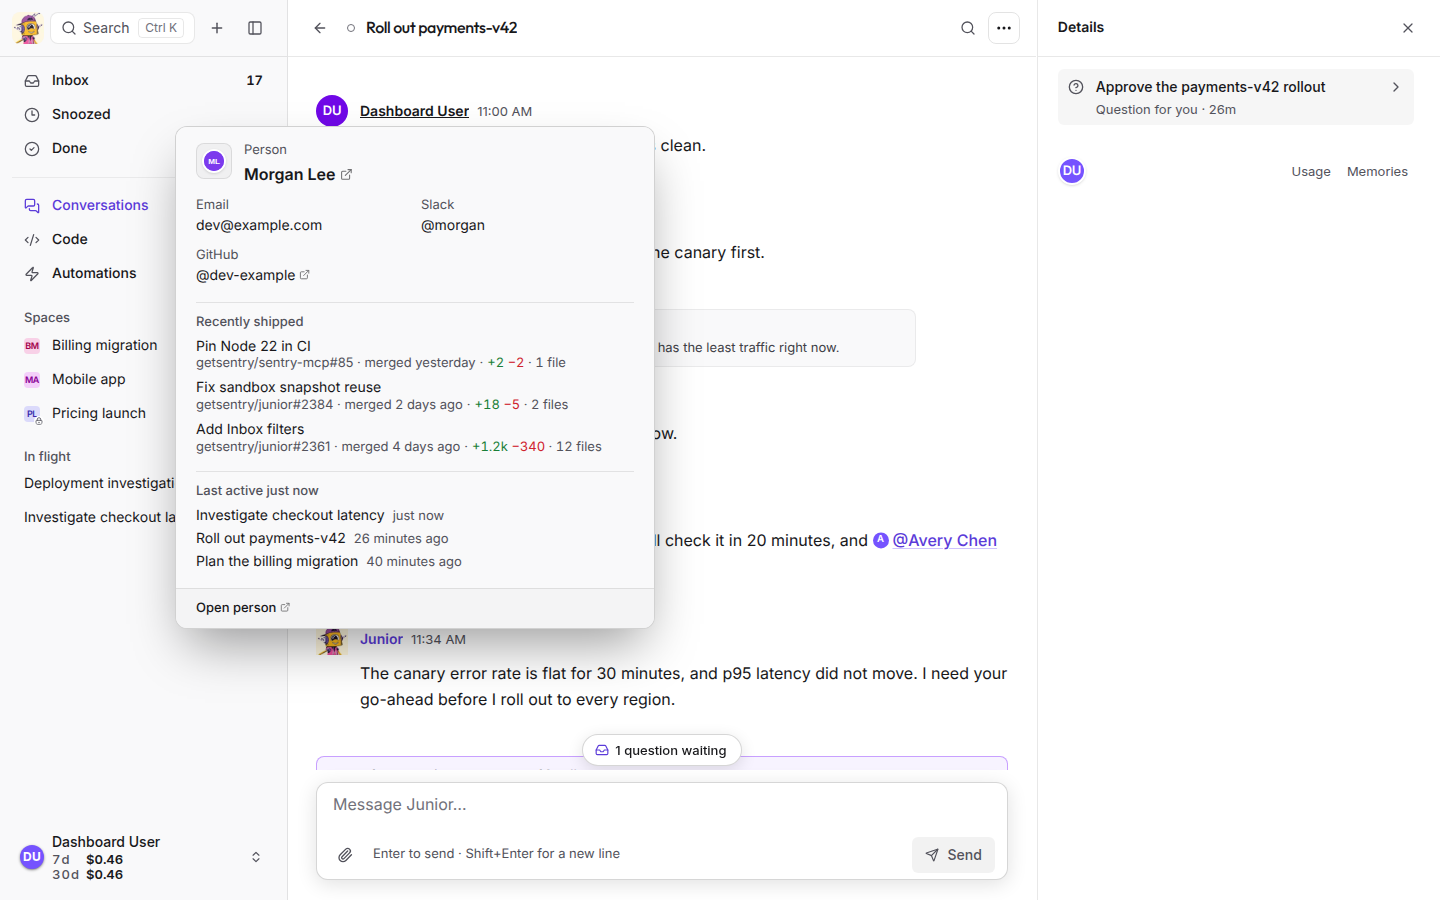 Search Ctrl K
Inbox 17
Snoozed
Done
Conversations
Code
Automations
Spaces
BM Billing migration
MA Mobile app
PL Pricing launch
In flight
Deployment investigati
Investigate checkout la
DU Dashboard User
7d $0.46
30d $0.46
Roll out payments-v42
DU Dashboard User 11:00 AM
clean.
ne canary first.
has the least traffic right now.
ow.
ll check it in 20 minutes, and A @Avery Chen
Junior 11:34 AM
The canary error rate is flat for 30 minutes, and p95 latency did not move. I need your
go-ahead before I roll out to every region.
1 question waiting
Message Junior...
Enter to send · Shift+Enter for a new line
Send
ML
Person
Morgan Lee
Email
dev@example.com
Slack
@morgan
GitHub
@dev-example
Recently shipped
Pin Node 22 in CI
getsentry/sentry-mcp#85 · merged yesterday · +2 −2 · 1 file
Fix sandbox snapshot reuse
getsentry/junior#2384 · merged 2 days ago · +18 −5 · 2 files
Add Inbox filters
getsentry/junior#2361 · merged 4 days ago · +1.2k −340 · 12 files
Last active just now
Investigate checkout latency just now
Roll out payments-v42 26 minutes ago
Plan the billing migration 40 minutes ago
Open person
Details
Approve the payments-v42 rollout
Question for you · 26m
DU
Usage Memories